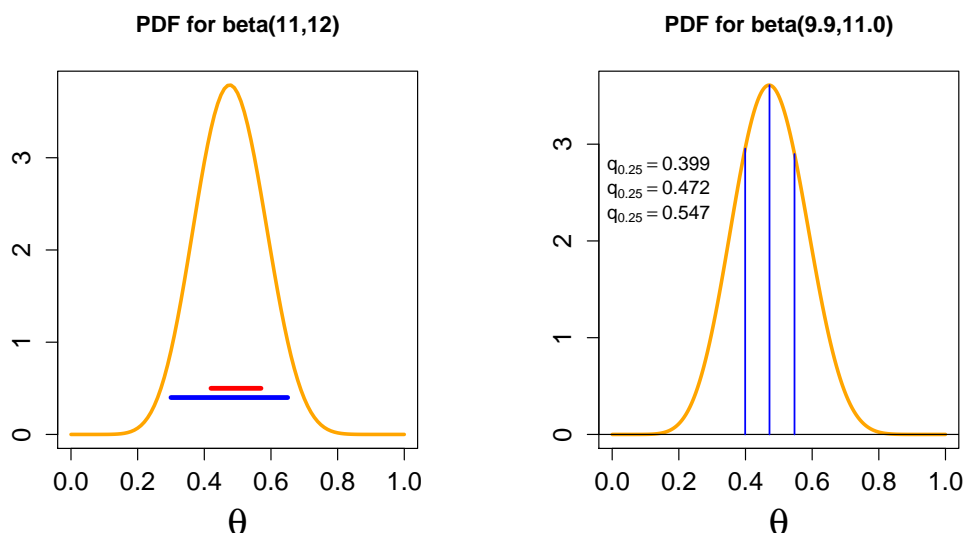 PDF for beta(11,12)
3
2
1
0
0.0 0.2 0.4 0.6 0.8 1.0
θ
PDF for beta(9.9,11.0)
3
2
1
0
q0.25 = 0.399
q0.25 = 0.472
q0.25 = 0.547
0.0 0.2 0.4 0.6 0.8 1.0
θ